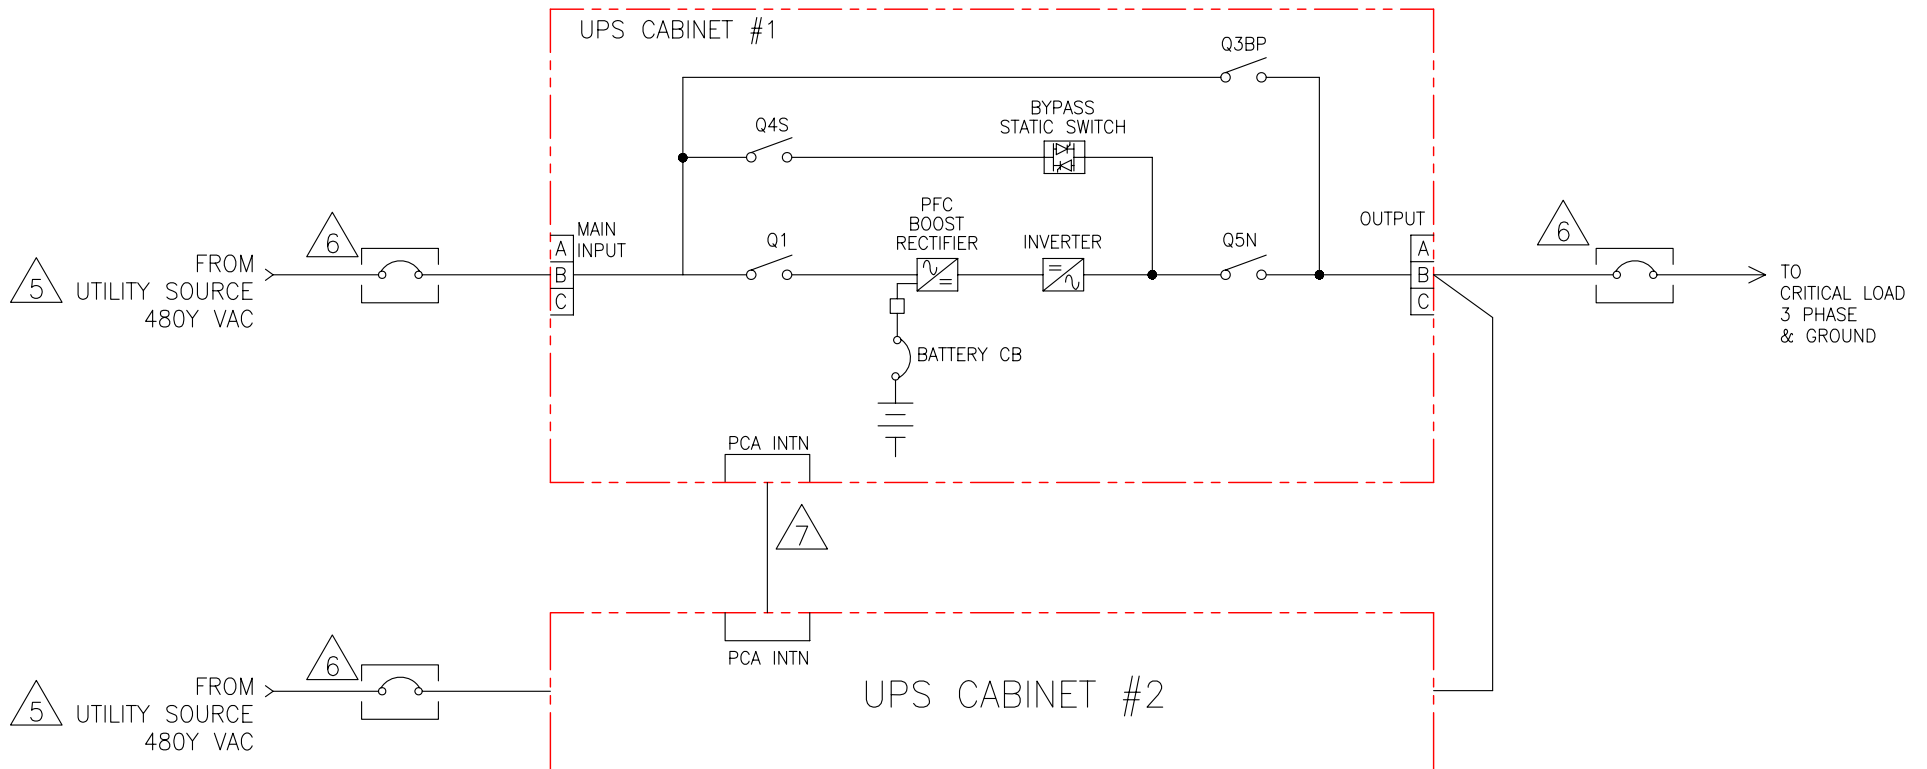 UPS CABINET #1
Q3BP
BYPASS
STATIC SWITCH
Q4S
PFC
BOOST
RECTIFIER
INVERTER
Q1
Q5N
MAIN
INPUT
A
B
C
OUTPUT
A
B
C
6
5
FROM
UTILITY SOURCE
480Y VAC
6
TO
CRITICAL LOAD
3 PHASE
& GROUND
BATTERY CB
PCA INTN
7
PCA INTN
6
5
FROM
UTILITY SOURCE
480Y VAC
UPS CABINET #2